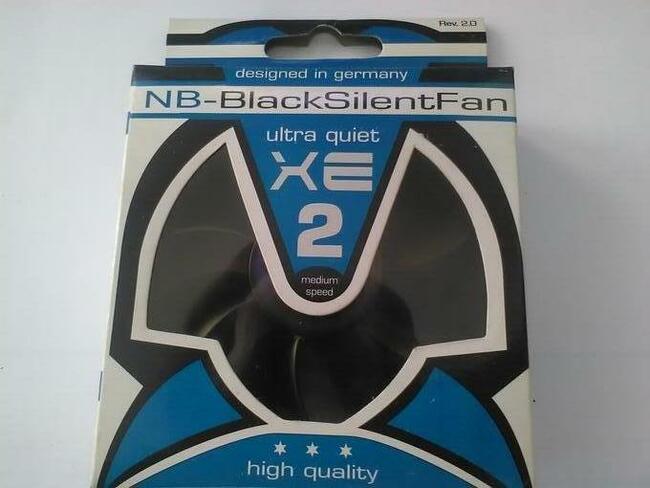 Rev. 2.0
designed in germany
NB-BlackSilentFan
ultra quiet
XE
2
medium
speed
high quality